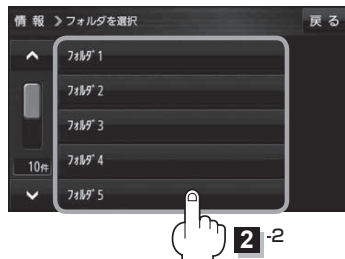 情 報 ❯フォルダを選択
戻 る
ﾌｫﾙﾀﾞ 1
ﾌｫﾙﾀﾞ 2
ﾌｫﾙﾀﾞ 3
10件
ﾌｫﾙﾀﾞ 4
ﾌｫﾙﾀﾞ 5
2 -2